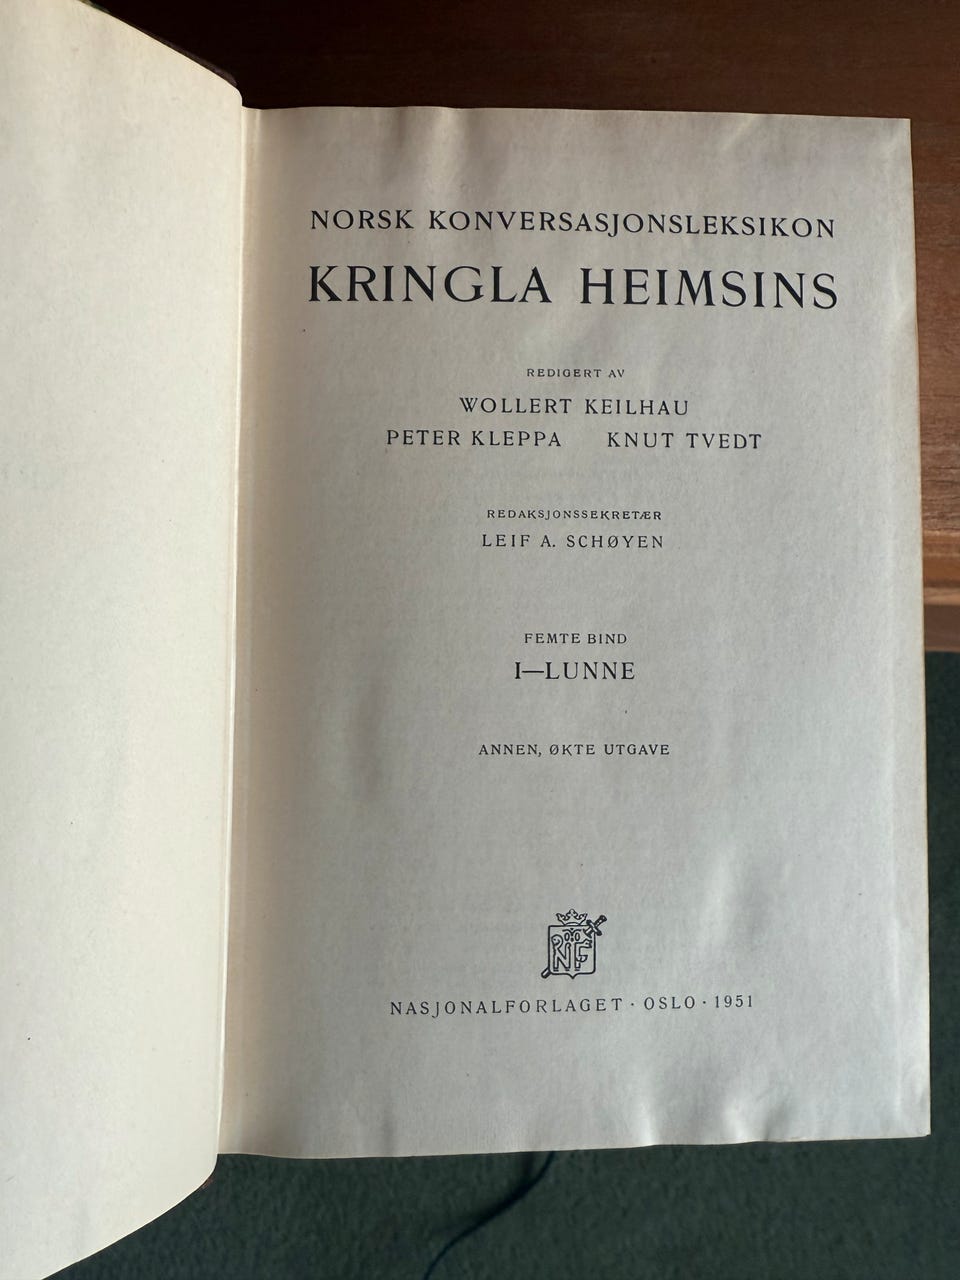 NORSK KONVERSASJONSLEKSIKON
KRINGLA HEIMSINS
REDIGERT AV
WOLLERT KEILHAU
PETER KLEPPA KNUT TVEDT
REDAKSJONSSEKRETÆR
LEIF A. SCHØYEN
FEMTE BIND
I—LUNNE
ANNEN, ØKTE UTGAVE
NF
NASJONALFORLAGET · OSLO · 1951